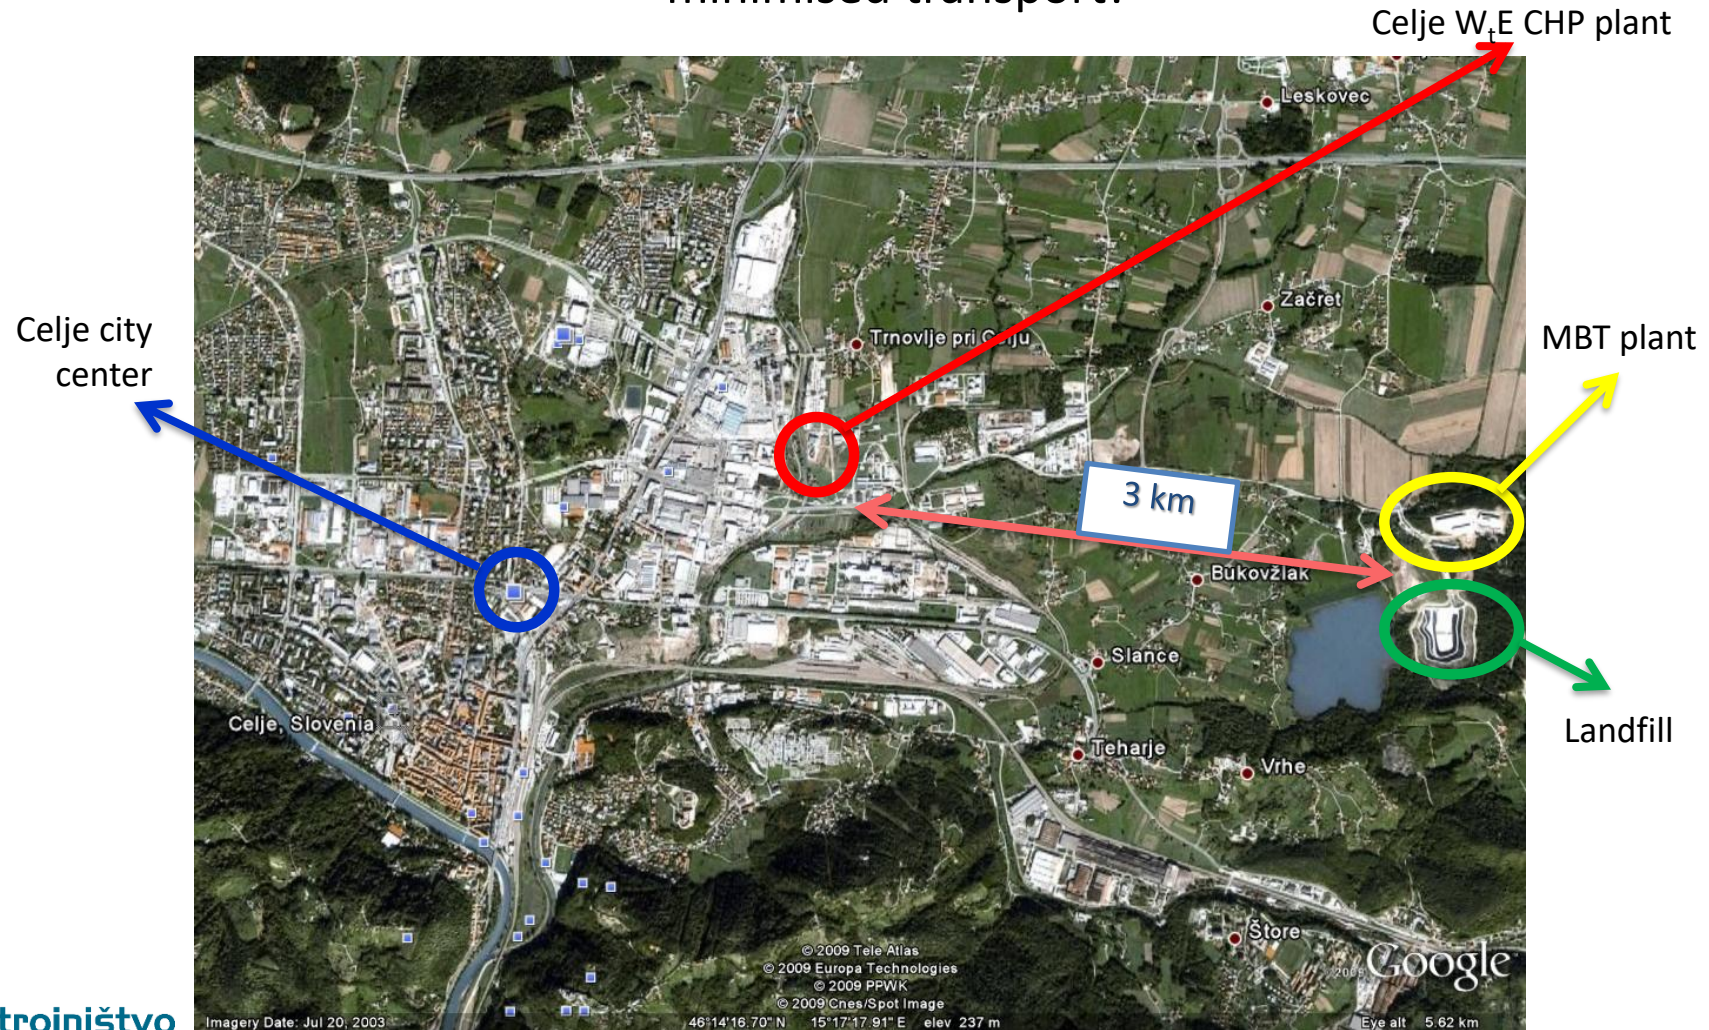 minimised transport:
Celje WtE CHP plant
Leskovec
Začret
Celje city
center
Trnovlje pri Celju
MBT plant
3 km
Bukovžlak
Slance
Landfill
Celje, Slovenia
Teharje
Vrhe
Štore
© 2009 Tele Atlas
© 2009 Europa Technologies
© 2009 PPWK
© 2009 Cnes/Spot Image
2009 Google
trojništvo
Imagery Date: Jul 20, 2003
46°14'16.70" N 15°17'17.91" E elev 237 m
Eye alt 5.62 km